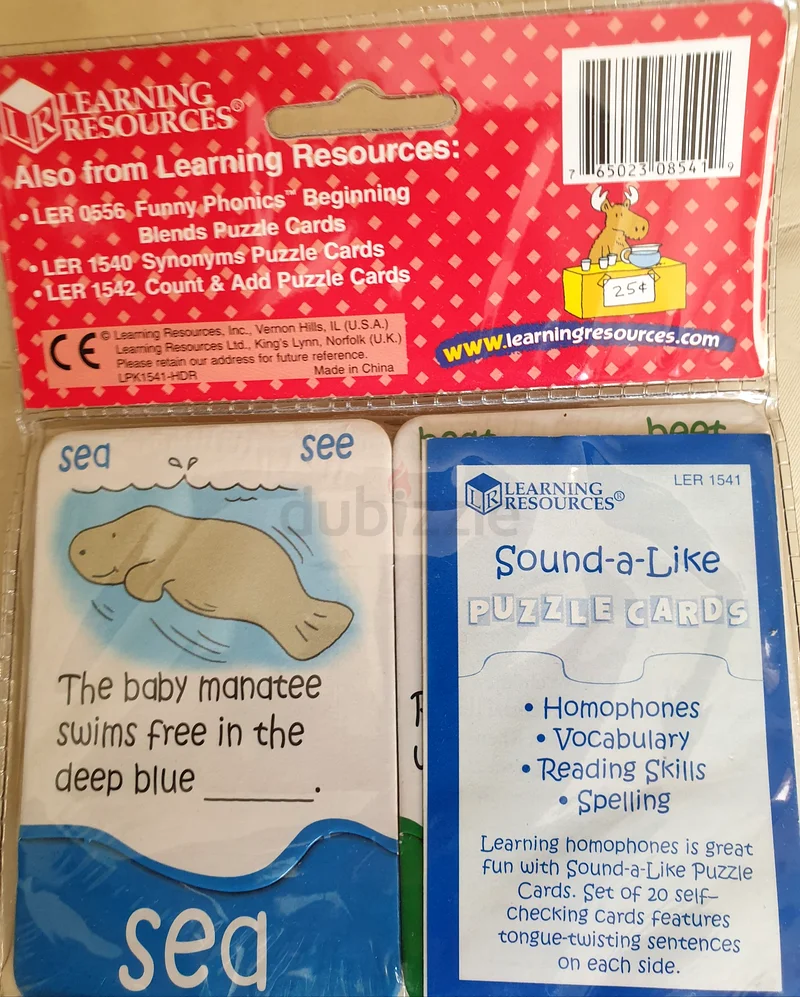 LR LEARNING
RESOURCES®
Also from Learning Resources:
• LER 0556 Funny Phonics™ Beginning
Blends Puzzle Cards
• LER 1540 Synonyms Puzzle Cards
• LER 1542 Count & Add Puzzle Cards
CE © Learning Resources, Inc., Vernon Hills, IL (U.S.A.)
Learning Resources Ltd., King's Lynn, Norfolk (U.K.)
Please retain our address for future reference.
LPK1541-HDR Made in China
7 65023 08541 9
25¢
www.learningresources.com
sea see
The baby manatee
swims free in the
deep blue ______.
sea
beet
LER 1541
LR LEARNING
RESOURCES®
Sound-a-Like
PUZZLE CARDS
• Homophones
• Vocabulary
• Reading Skills
• Spelling
Learning homophones is great
fun with Sound-a-Like Puzzle
Cards. Set of 20 self-
checking cards features
tongue-twisting sentences
on each side.
dubizzle